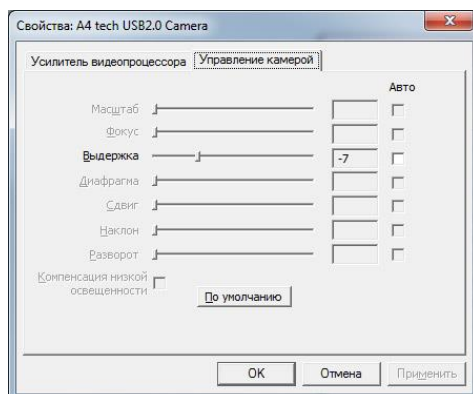 Свойства: A4 tech USB2.0 Camera
Усилитель видеопроцессора Управление камерой
Авто
Масштаб
Фокус
Выдержка -7
Диафрагма
Сдвиг
Наклон
Разворот
Компенсация низкой
освещенности
По умолчанию
OK Отмена Применить